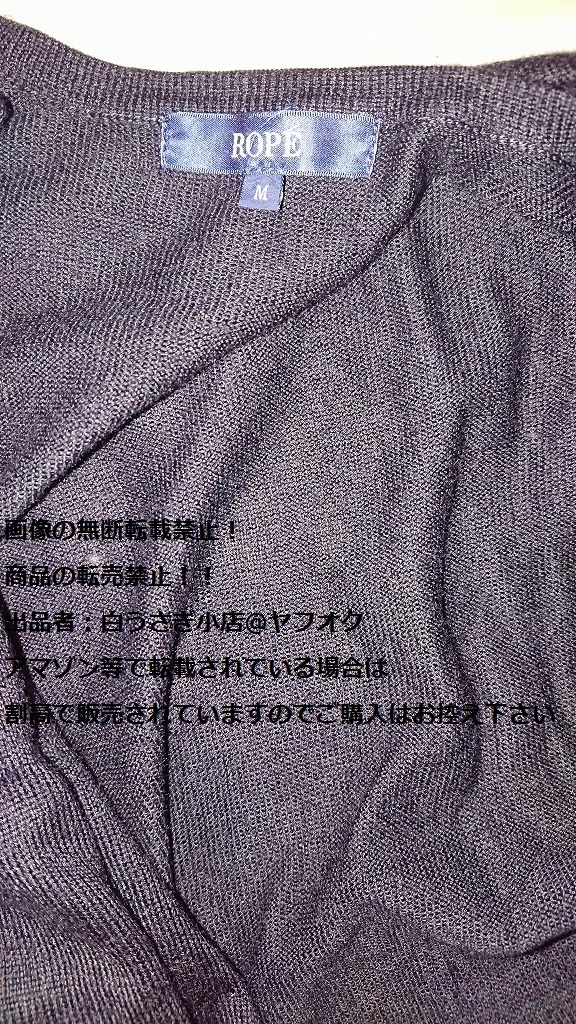 ROPÉ
M
画像の無断転載禁止！
商品の転売禁止！！
出品者：白うさぎ小店@ヤフオク
アマゾン等で転載されている場合は
割高で販売されていますのでご購入はお控え下さい